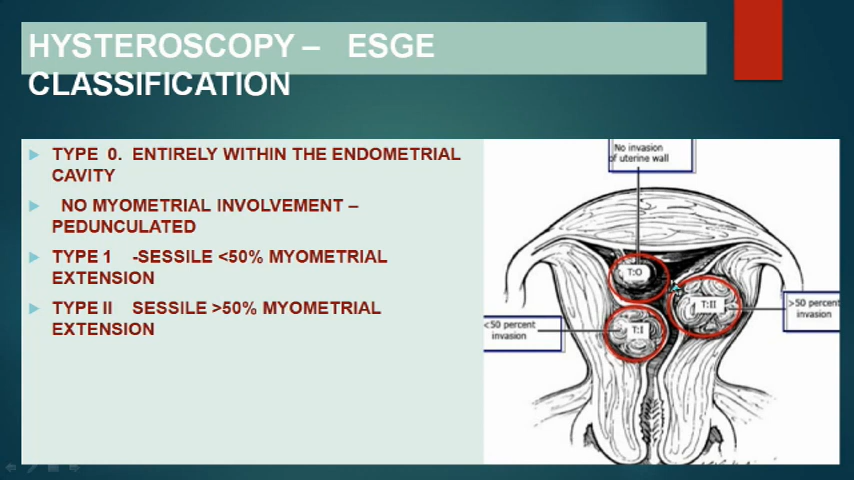 HYSTEROSCOPY – ESGE
CLASSIFICATION
TYPE 0. ENTIRELY WITHIN THE ENDOMETRIAL
CAVITY
NO MYOMETRIAL INVOLVEMENT –
PEDUNCULATED
TYPE 1 -SESSILE <50% MYOMETRIAL
EXTENSION
TYPE II SESSILE >50% MYOMETRIAL
EXTENSION
No invasion
of uterine wall
T:O
T:II
>50 percent
invasion
<50 percent
invasion
T:I